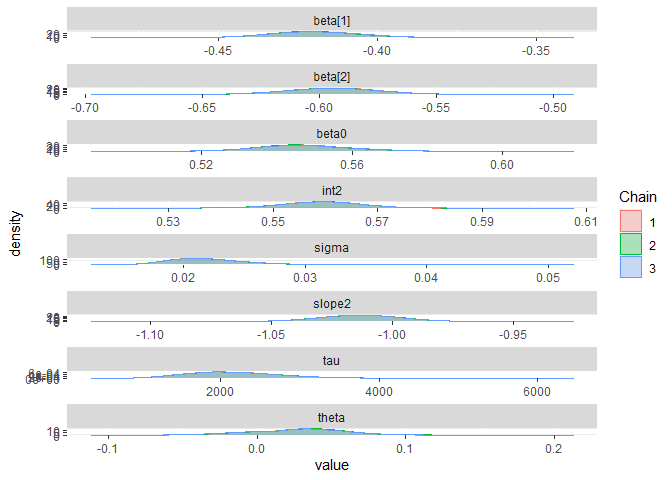 beta[1]
-0.45 -0.40 -0.35
beta[2]
-0.70 -0.65 -0.60 -0.55 -0.50
beta0
0.52 0.56 0.60
int2
0.53 0.55 0.57 0.59 0.61
sigma
0.02 0.03 0.04 0.05
slope2
-1.10 -1.05 -1.00 -0.95
tau
2000 4000 6000
theta
-0.1 0.0 0.1 0.2
value
density
Chain
1
2
3